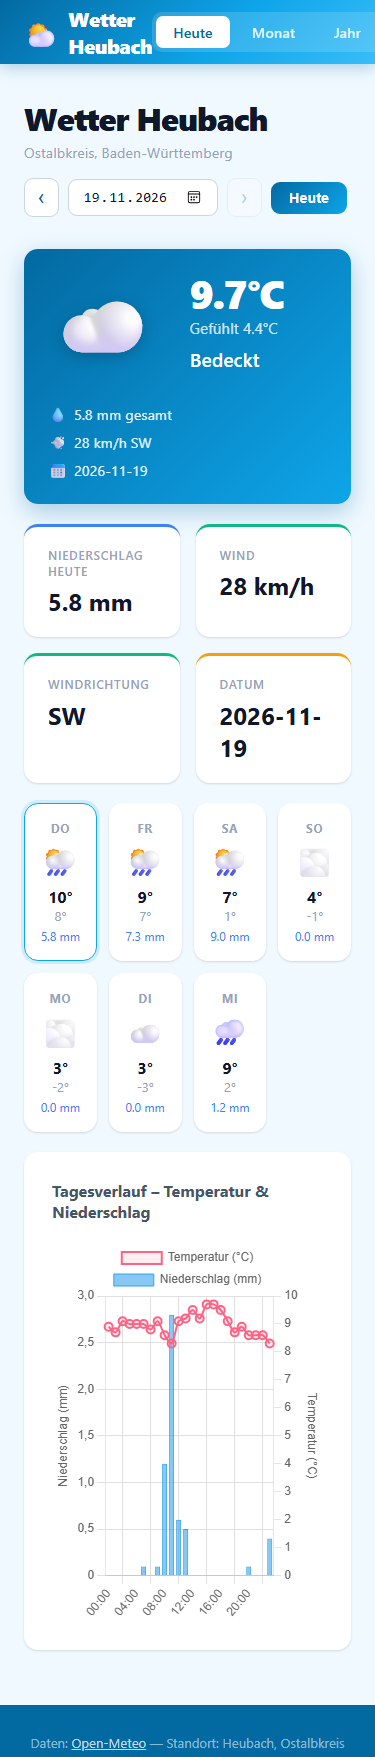 Wetter
Heubach
Heute Monat Jahr
Wetter Heubach
Ostalbkreis, Baden-Württemberg
‹ 19.11.2026 › Heute
9.7°C
Gefühlt 4.4°C
Bedeckt
5.8 mm gesamt
28 km/h SW
2026-11-19
NIEDERSCHLAG
HEUTE
5.8 mm
WIND
28 km/h
WINDRICHTUNG
SW
DATUM
2026-11-
19
DO FR SA SO
10° 9° 7° 4°
8° 7° 1° -1°
5.8 mm 7.3 mm 9.0 mm 0.0 mm
MO DI MI
3° 3° 9°
-2° -3° 2°
0.0 mm 0.0 mm 1.2 mm
Tagesverlauf – Temperatur &
Niederschlag
Temperatur (°C)
Niederschlag (mm)
3,0
2,5
2,0
1,5
1,0
0,5
0
Niederschlag (mm)
10
9
8
7
6
5
4
3
2
1
0
Temperatur (°C)
00:00 04:00 08:00 12:00 16:00 20:00
Daten: Open-Meteo — Standort: Heubach, Ostalbkreis